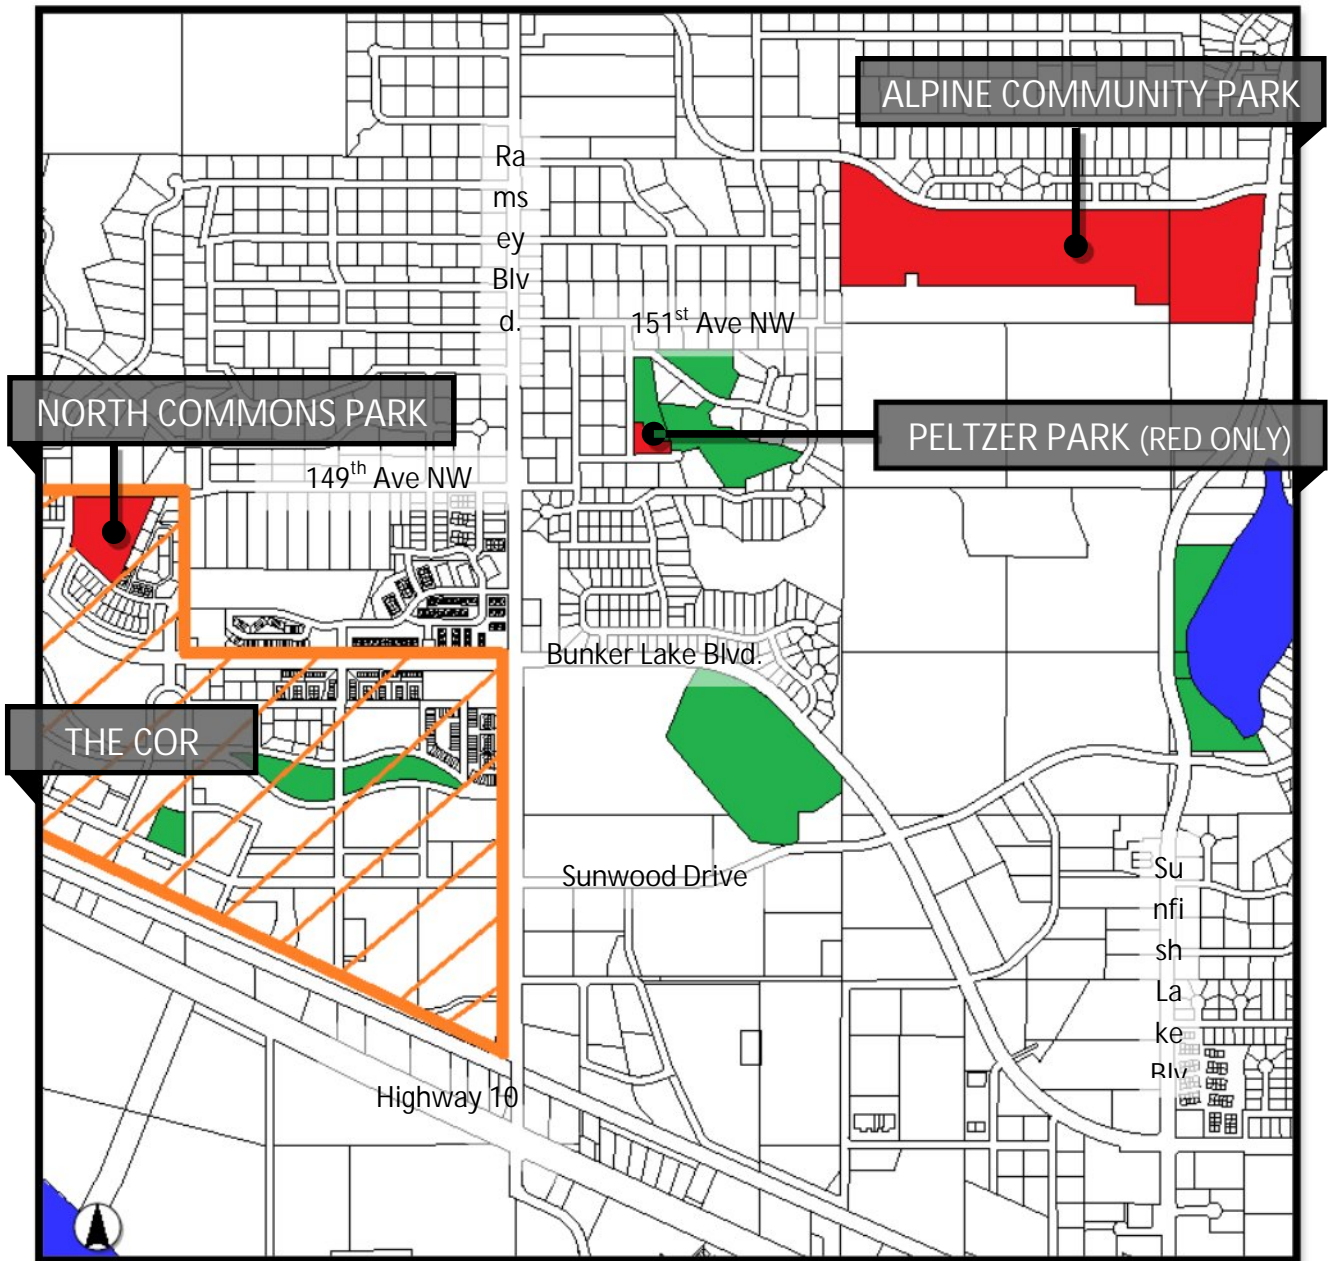 ALPINE COMMUNITY PARK
Ra
ms
ey
Blv
d.
151st Ave NW
NORTH COMMONS PARK
PELTZER PARK (RED ONLY)
149th Ave NW
Bunker Lake Blvd.
THE COR
Sunwood Drive
Su
nfi
sh
La
ke
Blv
Highway 10